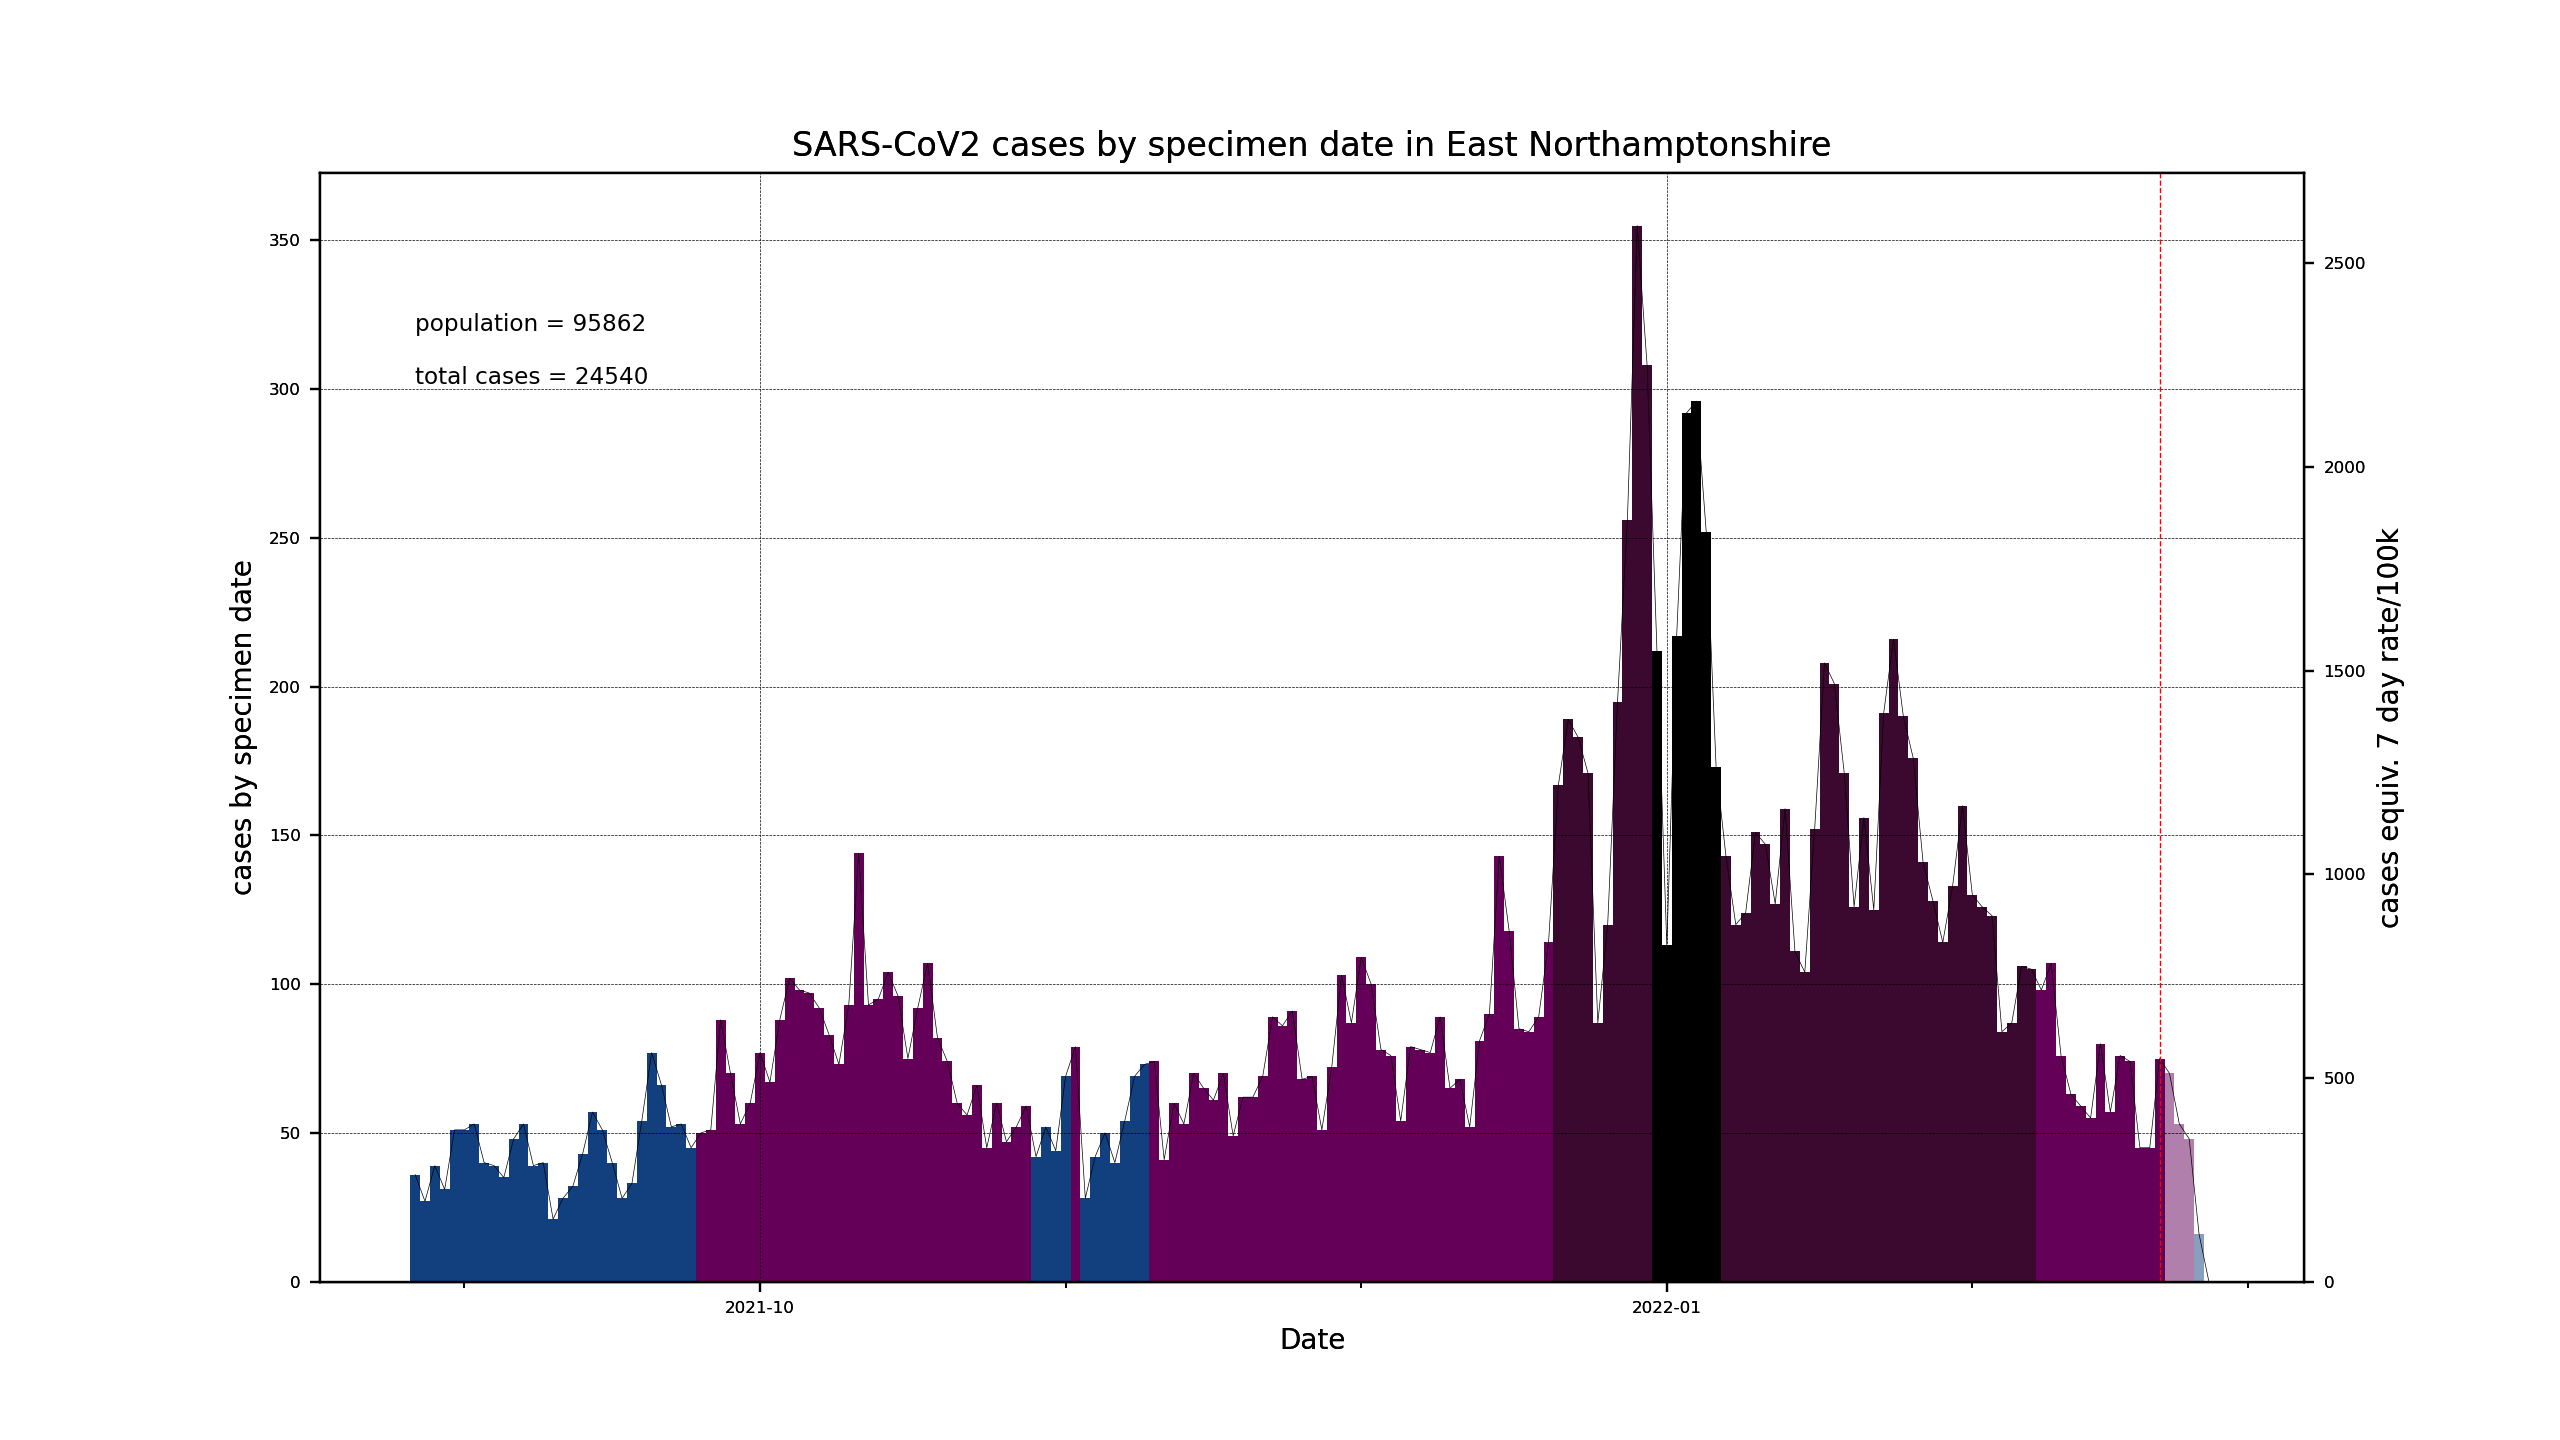 SARS-CoV2 cases by specimen date in East Northamptonshire
population = 95862
total cases = 24540
cases by specimen date
350
300
250
200
150
100
50
0
2500
2000
1500
1000
500
0
cases equiv. 7 day rate/100k
2021-10
2022-01
Date